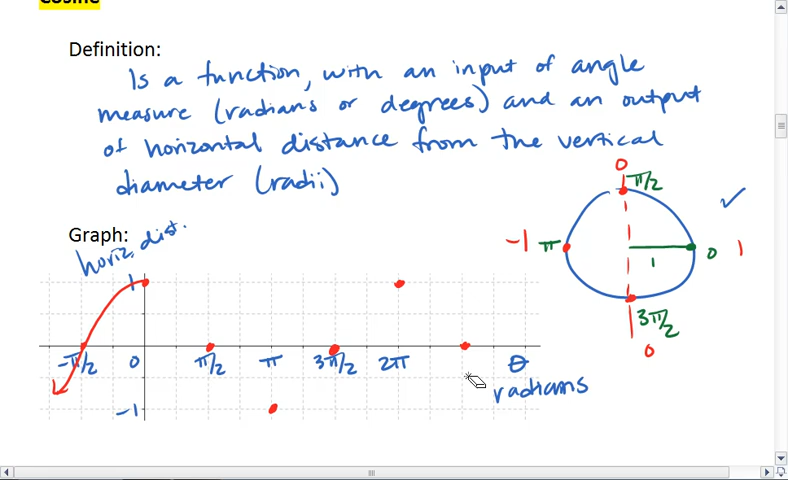 Cosine
Definition:
Is a function, with an input of angle
measure (radians or degrees) and an output
of horizontal distance from the vertical
diameter (radii)
0
π/2
Graph:
horiz. dist.
-1 π 1 0 1
3π/2
0
1
-π/2 0 π/2 π 3π/2 2π θ
radians
-1